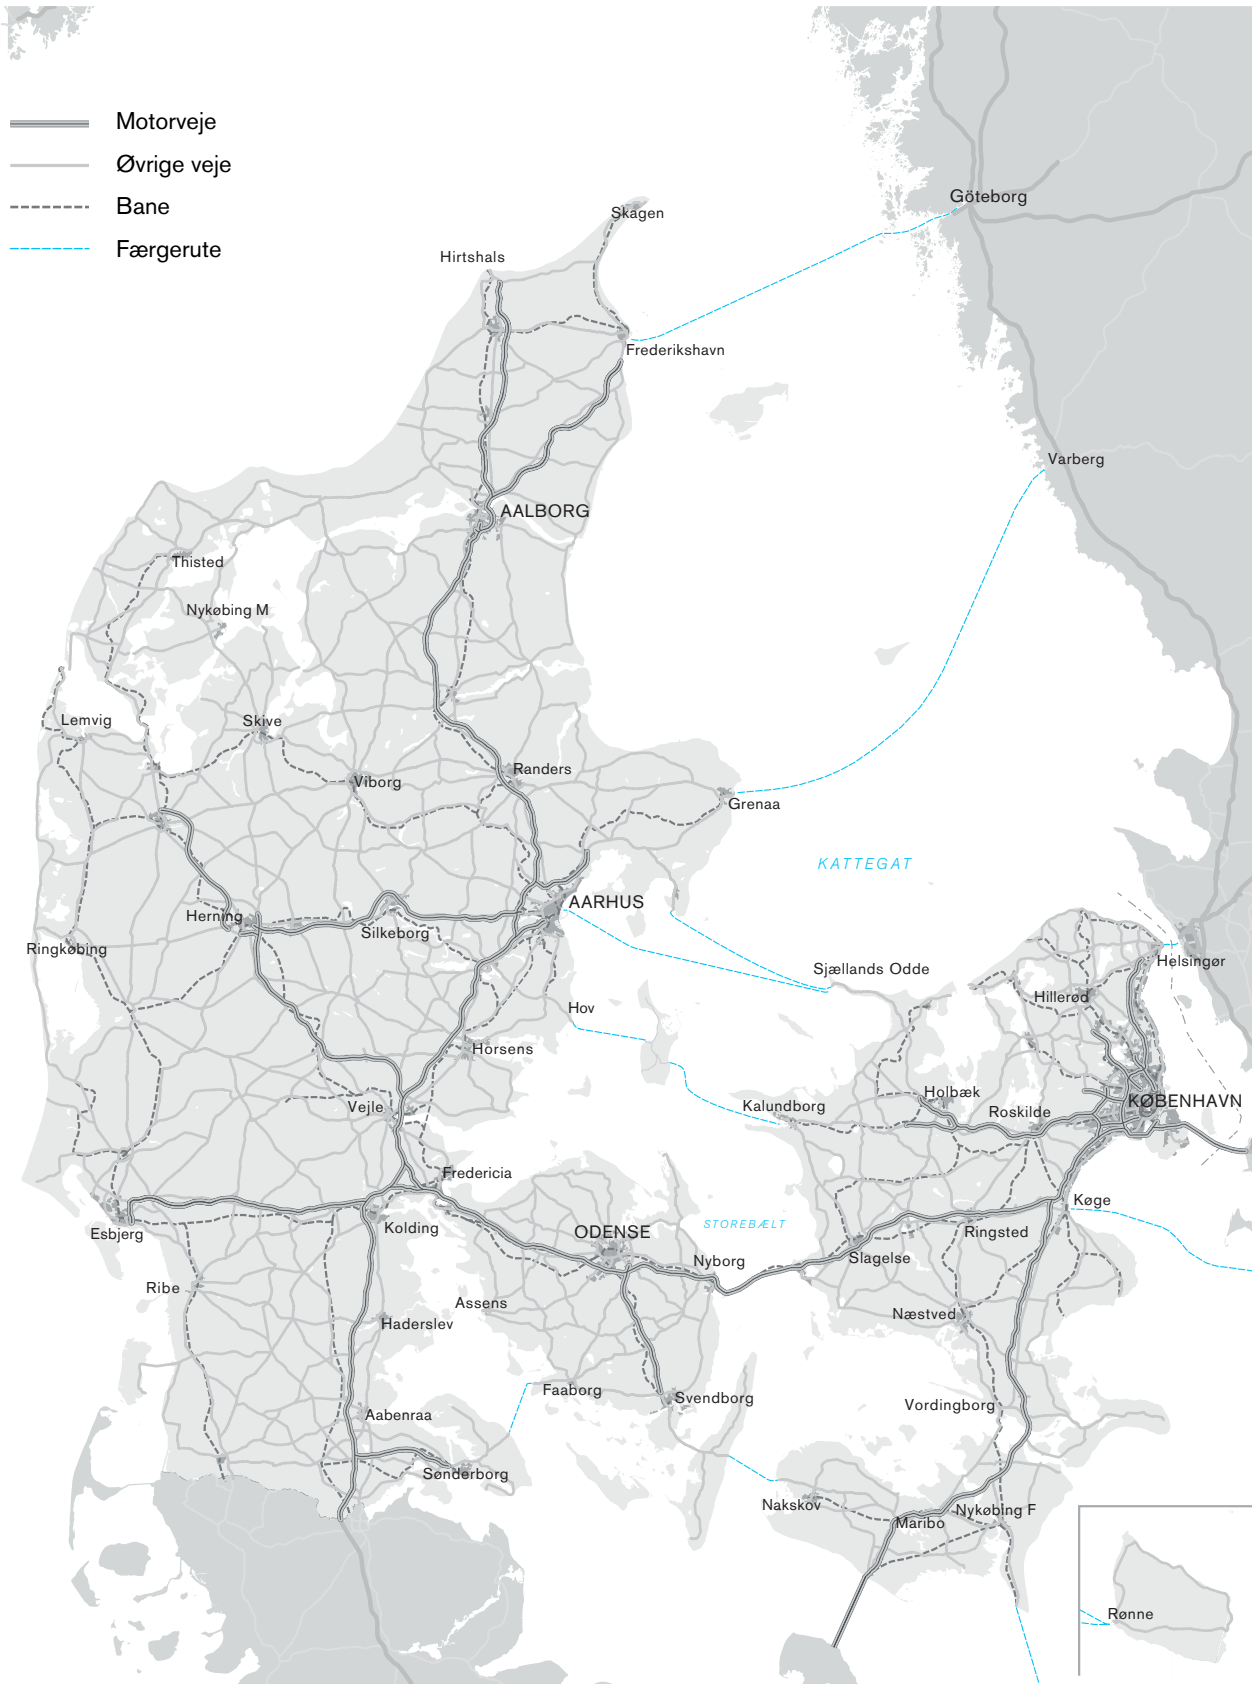 Motorveje
Øvrige veje
Bane
Færgerute
Göteborg
Skagen
Hirtshals
Frederikshavn
Varberg
AALBORG
Thisted
Nykøbing M
Lemvig
Skive
Randers
Viborg
Grenaa
KATTEGAT
AARHUS
Herning
Silkeborg
Ringkøbing
Helsingør
Sjællands Odde
Hillerød
Hov
Horsens
Holbæk
KØBENHAVN
Vejle
Kalundborg
Roskilde
Fredericia
Køge
STOREBÆLT
Kolding
ODENSE
Ringsted
Esbjerg
Nyborg
Slagelse
Ribe
Assens
Næstved
Haderslev
Faaborg
Svendborg
Vordingborg
Aabenraa
Sønderborg
Nakskov
Nykøbing F
Maribo
Rønne